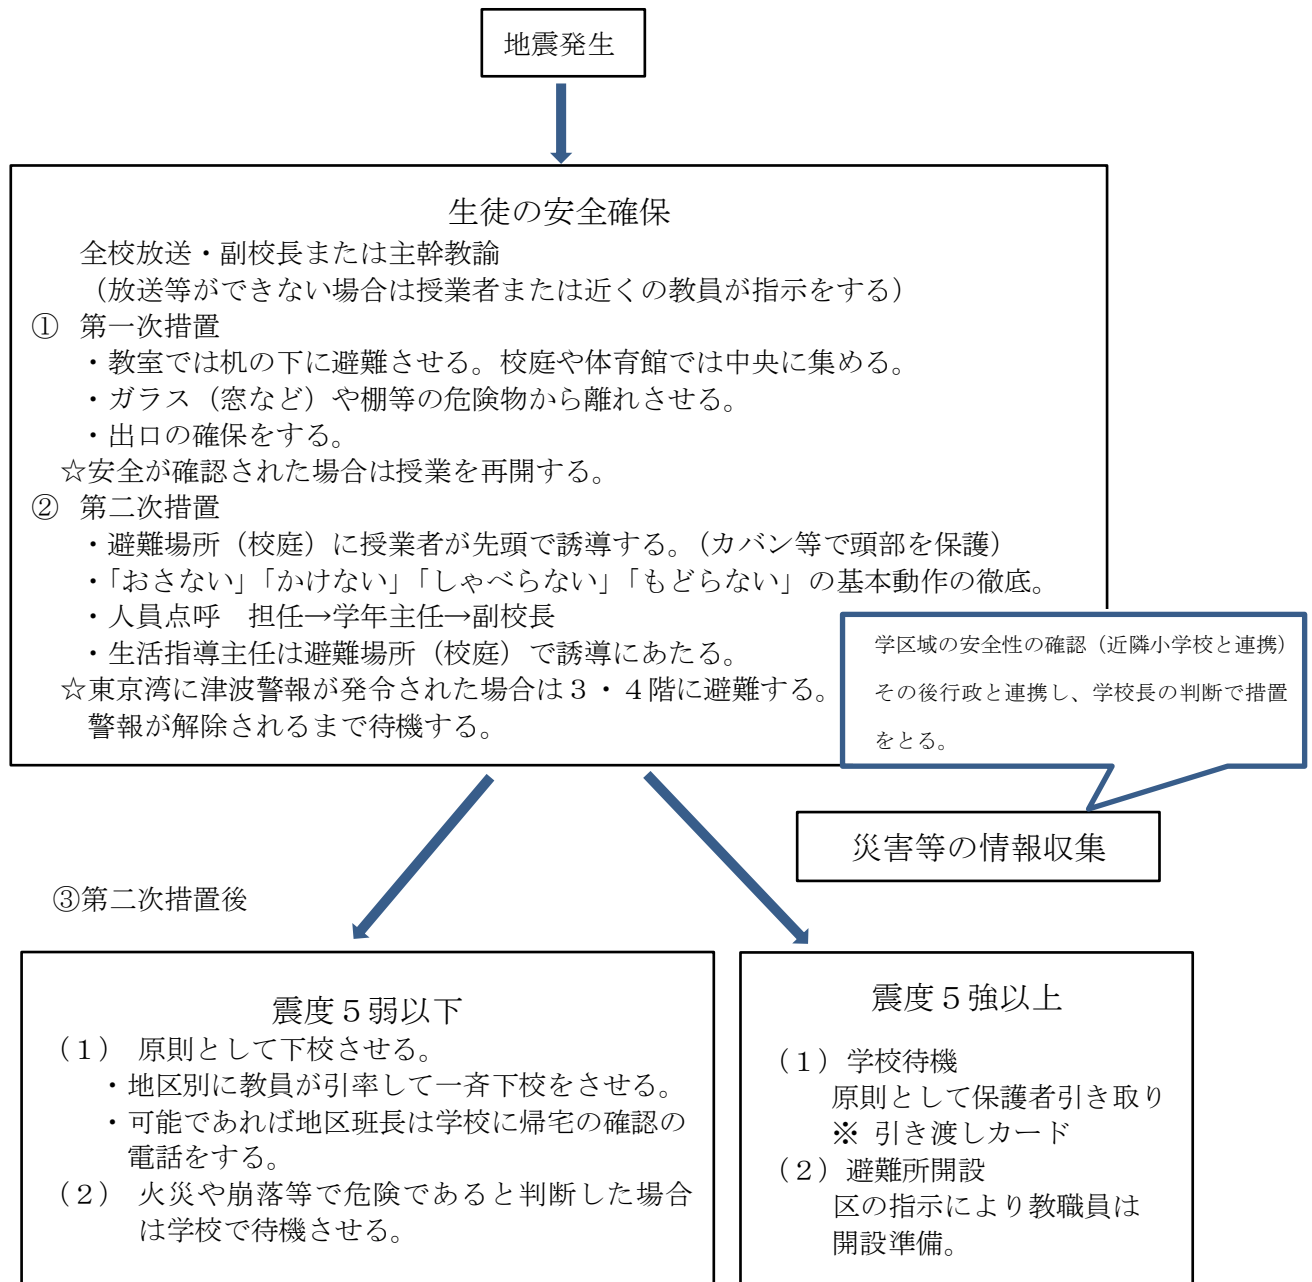 地震発生
生徒の安全確保
全校放送・副校長または主幹教諭
（放送等ができない場合は授業者または近くの教員が指示をする）
① 第一次措置
・教室では机の下に避難させる。校庭や体育館では中央に集める。
・ガラス（窓など）や棚等の危険物から離れさせる。
・出口の確保をする。
☆安全が確認された場合は授業を再開する。
② 第二次措置
・避難場所（校庭）に授業者が先頭で誘導する。（カバン等で頭部を保護）
・「おさない」「かけない」「しゃべらない」「もどらない」の基本動作の徹底。
・人員点呼　担任→学年主任→副校長
・生活指導主任は避難場所（校庭）で誘導にあたる。
☆東京湾に津波警報が発令された場合は３・４階に避難する。
警報が解除されるまで待機する。
学区域の安全性の確認（近隣小学校と連携）
その後行政と連携し、学校長の判断で措置
をとる。
災害等の情報収集
③第二次措置後
震度５弱以下
（１） 原則として下校させる。
・地区別に教員が引率して一斉下校をさせる。
・可能であれば地区班長は学校に帰宅の確認の
電話をする。
（２） 火災や崩落等で危険であると判断した場合
は学校で待機させる。
震度５強以上
（１）学校待機
原則として保護者引き取り
※ 引き渡しカード
（２）避難所開設
区の指示により教職員は
開設準備。